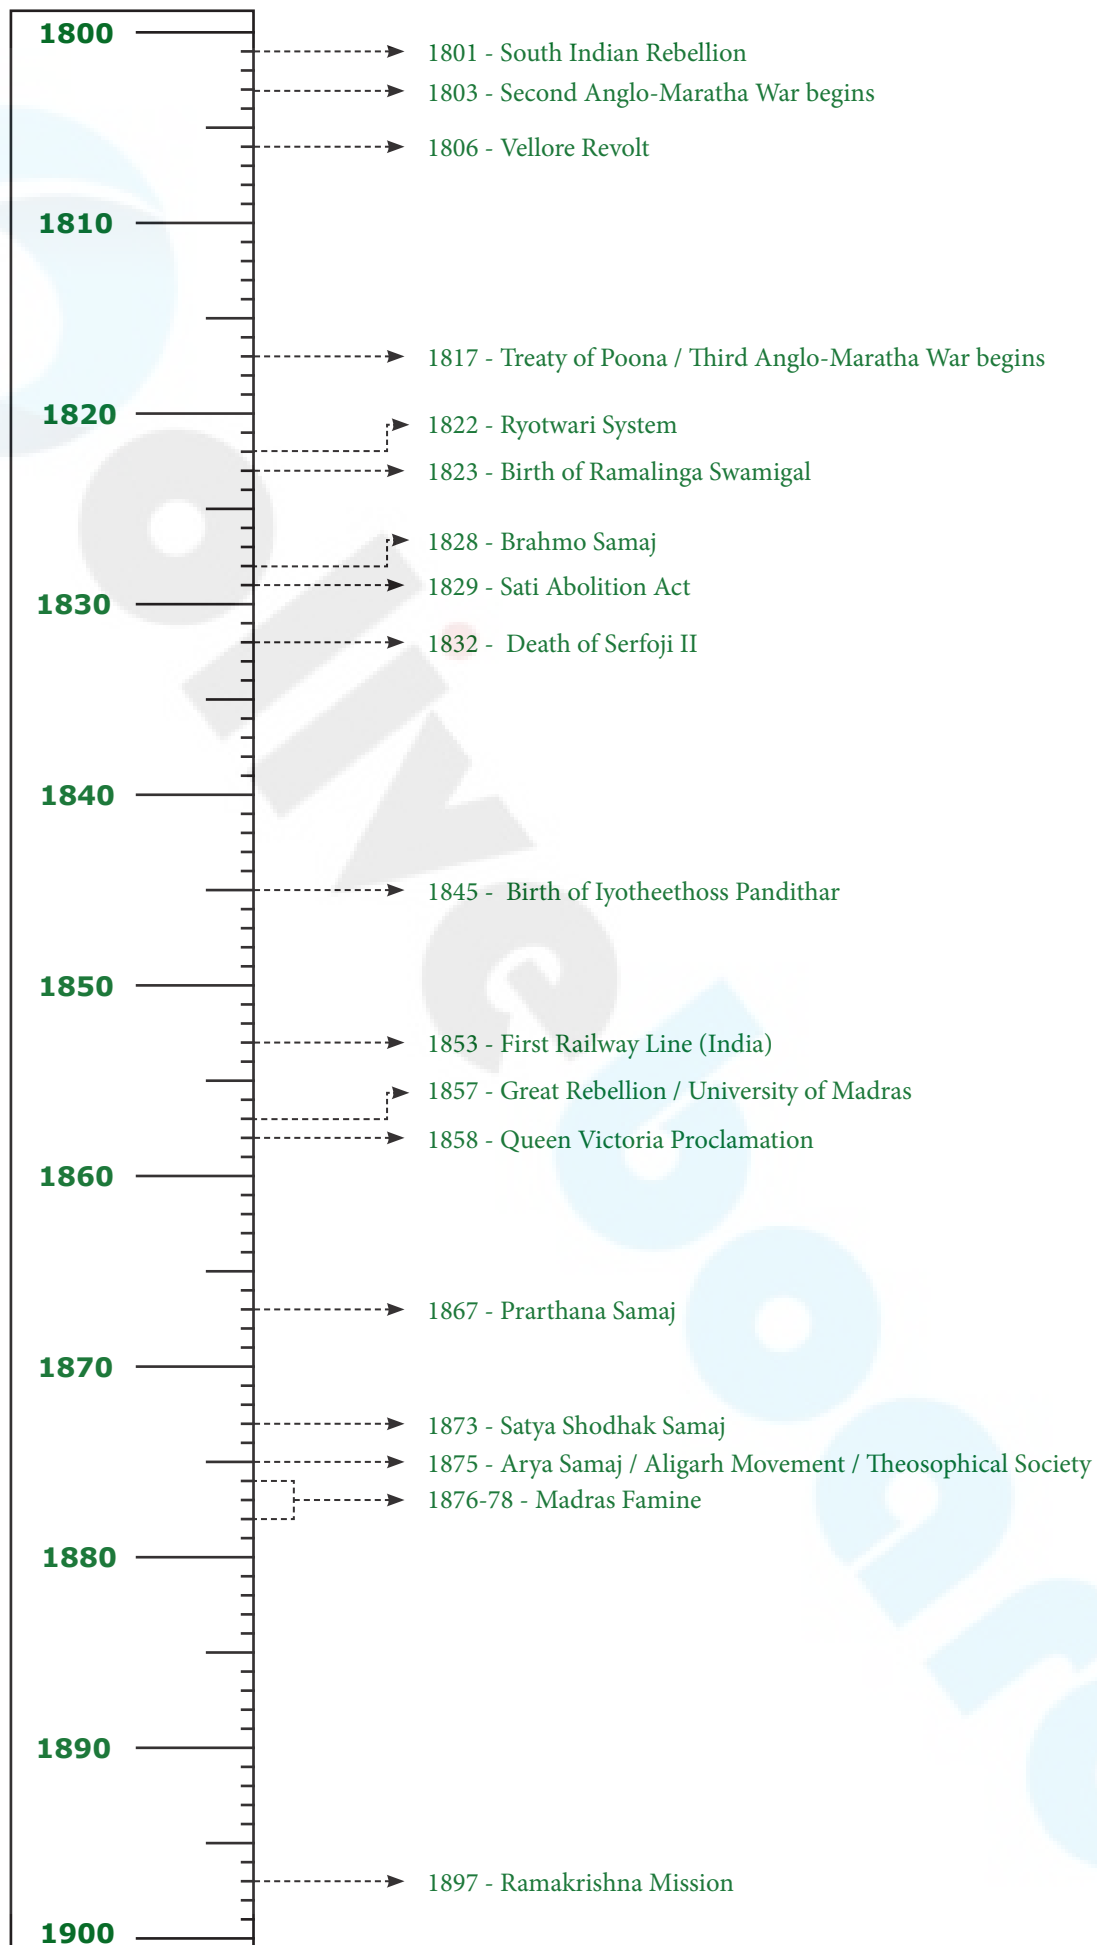 1800
1801 - South Indian Rebellion
1803 - Second Anglo-Maratha War begins
1806 - Vellore Revolt
1810
1817 - Treaty of Poona / Third Anglo-Maratha War begins
1820
1822 - Ryotwari System
1823 - Birth of Ramalinga Swamigal
1828 - Brahmo Samaj
1829 - Sati Abolition Act
1830
1832 - Death of Serfoji II
1840
1845 - Birth of Iyotheethoss Pandithar
1850
1853 - First Railway Line (India)
1857 - Great Rebellion / University of Madras
1858 - Queen Victoria Proclamation
1860
1867 - Prarthana Samaj
1870
1873 - Satya Shodhak Samaj
1875 - Arya Samaj / Aligarh Movement / Theosophical Society
1876-78 - Madras Famine
1880
1890
1897 - Ramakrishna Mission
1900